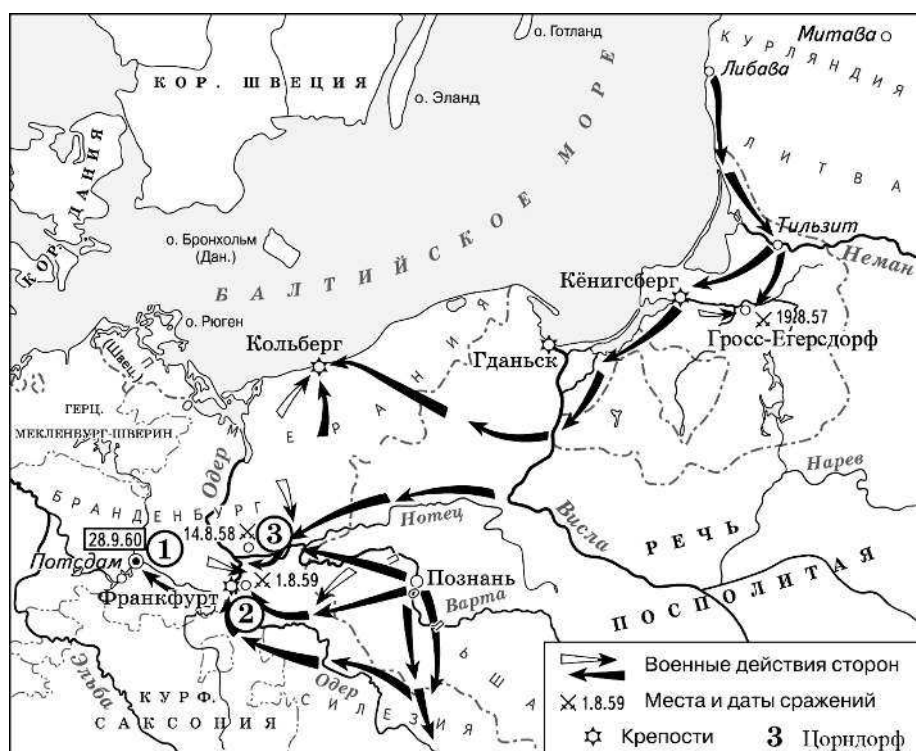 о. Готланд
КУРЛЯНДИЯ
Митава
Либава
КОР. ШВЕЦИЯ
о. Эланд
ЛИТВА
КОР. ДАНИЯ
БАЛТИЙСКОЕ МОРЕ
о. Бронхольм
(Дан.)
Тильзит
Неман
Кёнигсберг
19.8.57
Гросс-Егерсдорф
о. Рюген
Кольберг
Гданьск
(Швец.)
ПОМЕРАНИЯ
ГЕРЦ.
МЕКЛЕНБУРГ-ШВЕРИН
Одер
Нарев
БРАНДЕНБУРГ
14.8.58
3
Нотец
Висла
РЕЧЬ
ПОСПОЛИТАЯ
28.9.60
1
Потсдам
Франкфурт
1.8.59
2
Познань
Варта
ПОЛЬША
Эльба
КУРФ.
САКСОНИЯ
Одер
СИЛЕЗИЯ
Военные действия сторон
1.8.59 Места и даты сражений
Крепости 3 Цорндорф